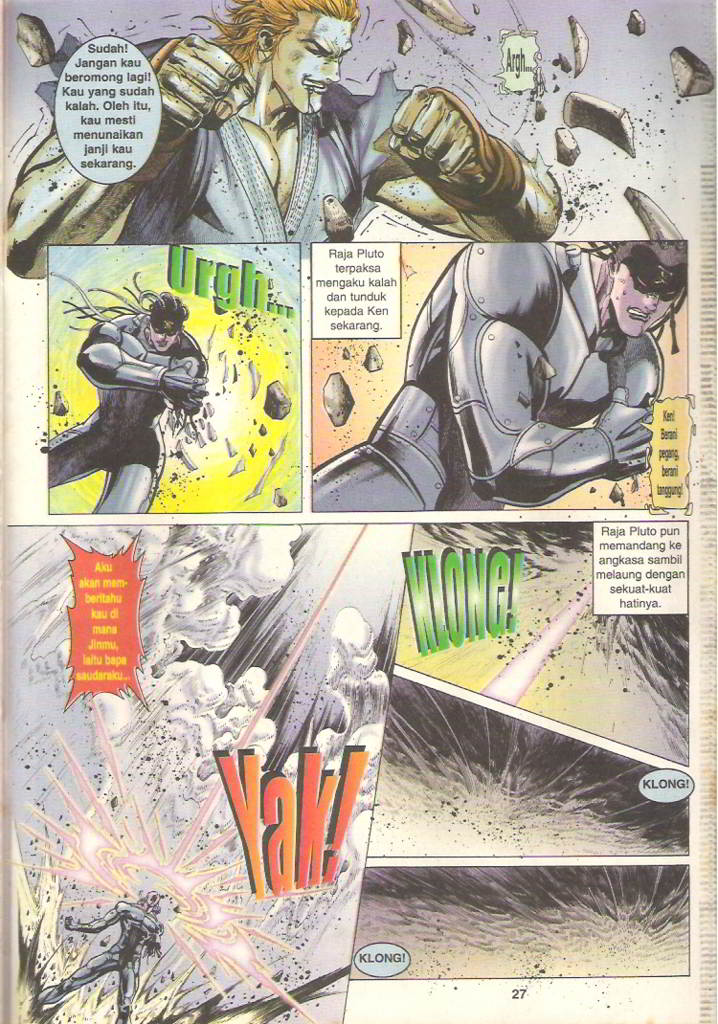 Sudah!
Jangan kau
beromong lagi!
Kau yang sudah
kalah. Oleh itu,
kau mesti
menunaikan
janji kau
sekarang.
Argh...
Urgh...
Raja Pluto
terpaksa
mengaku kalah
dan tunduk
kepada Ken
sekarang.
Ken!
Berani
pegang,
berani
tanggung!
Aku
akan mem-
beritahu
kau di
mana
Jinmu,
iaitu bapa
saudaraku...
Yak!
KLONG!
Raja Pluto pun
memandang ke
angkasa sambil
melaung dengan
sekuat-kuat
hatinya.
KLONG!
KLONG!
27